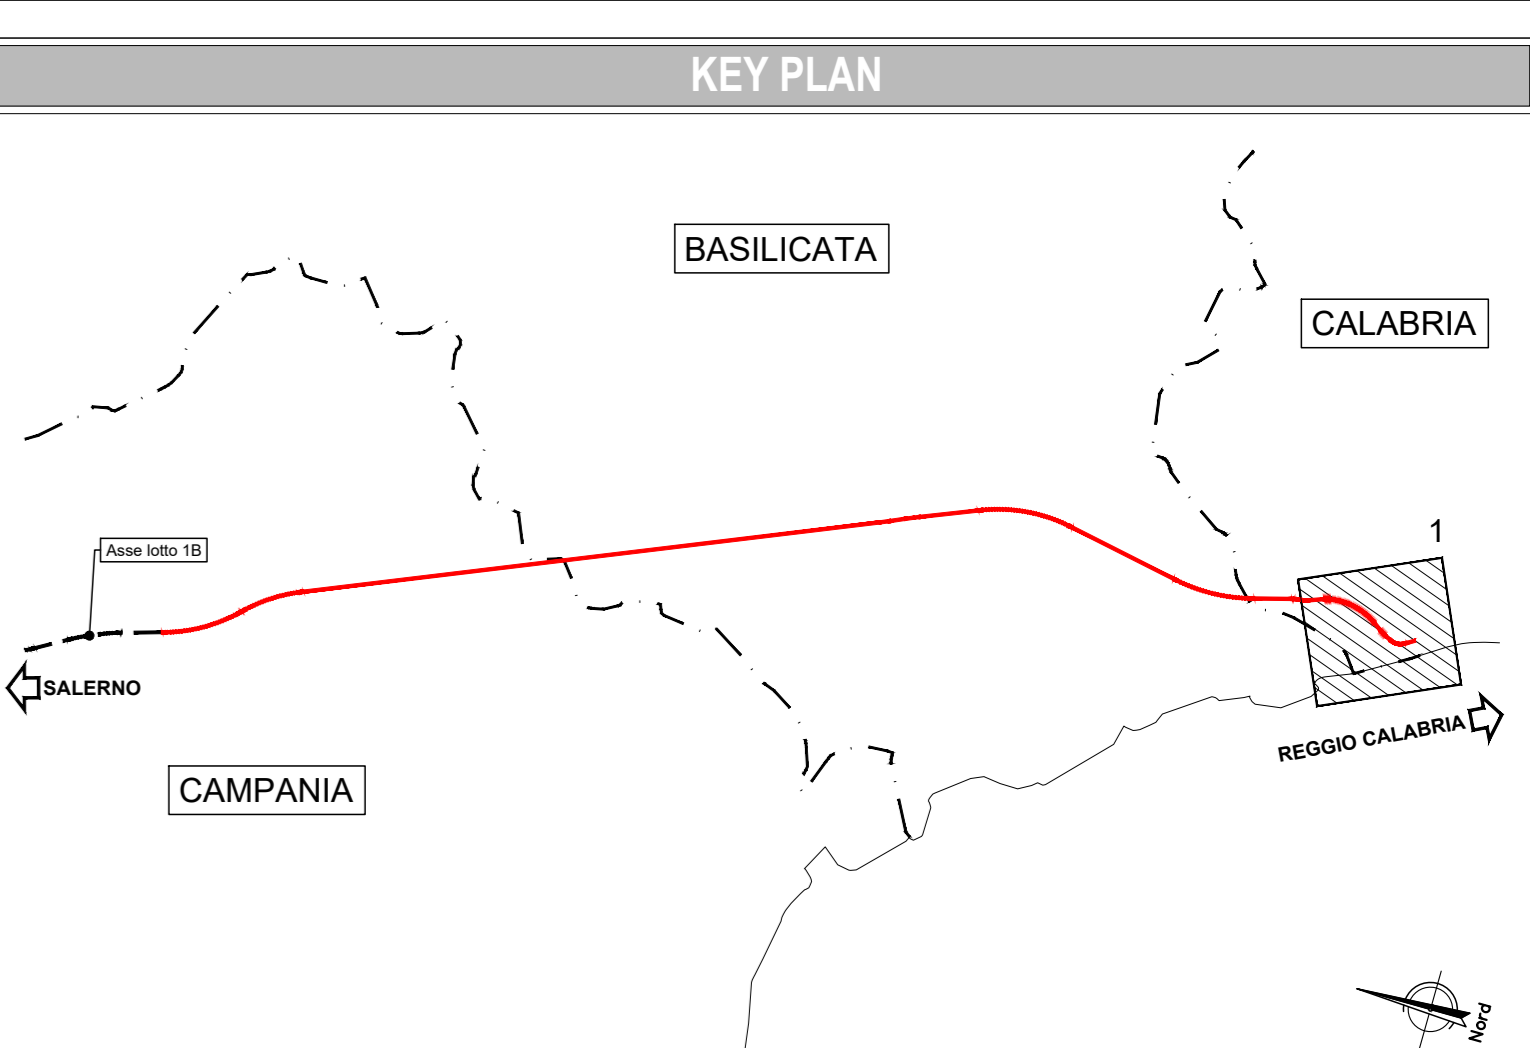 KEY PLAN
BASILICATA
CALABRIA
1
Asse lotto 1B
SALERNO
REGGIO CALABRIA
CAMPANIA
Nord